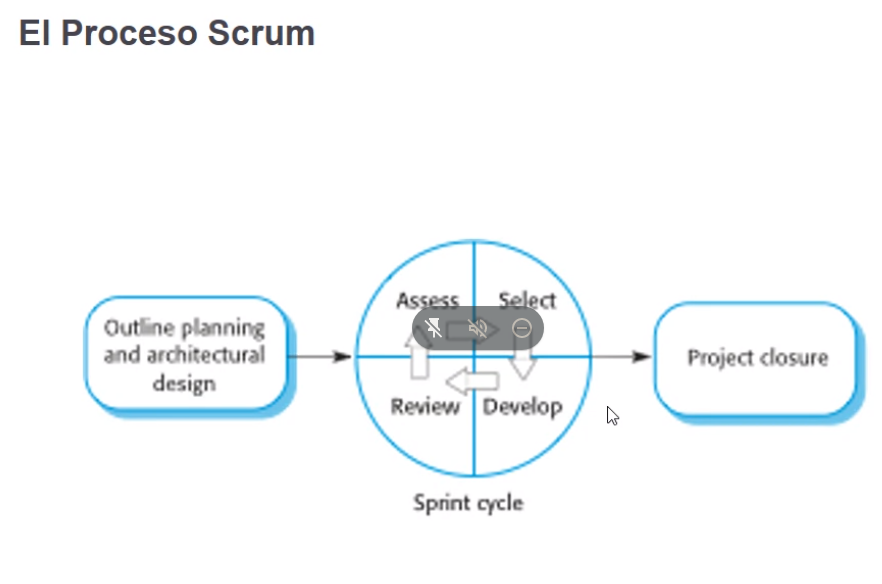 El Proceso Scrum
Assess
Select
Outline planning
and architectural
design
Project closure
Review
Develop
Sprint cycle